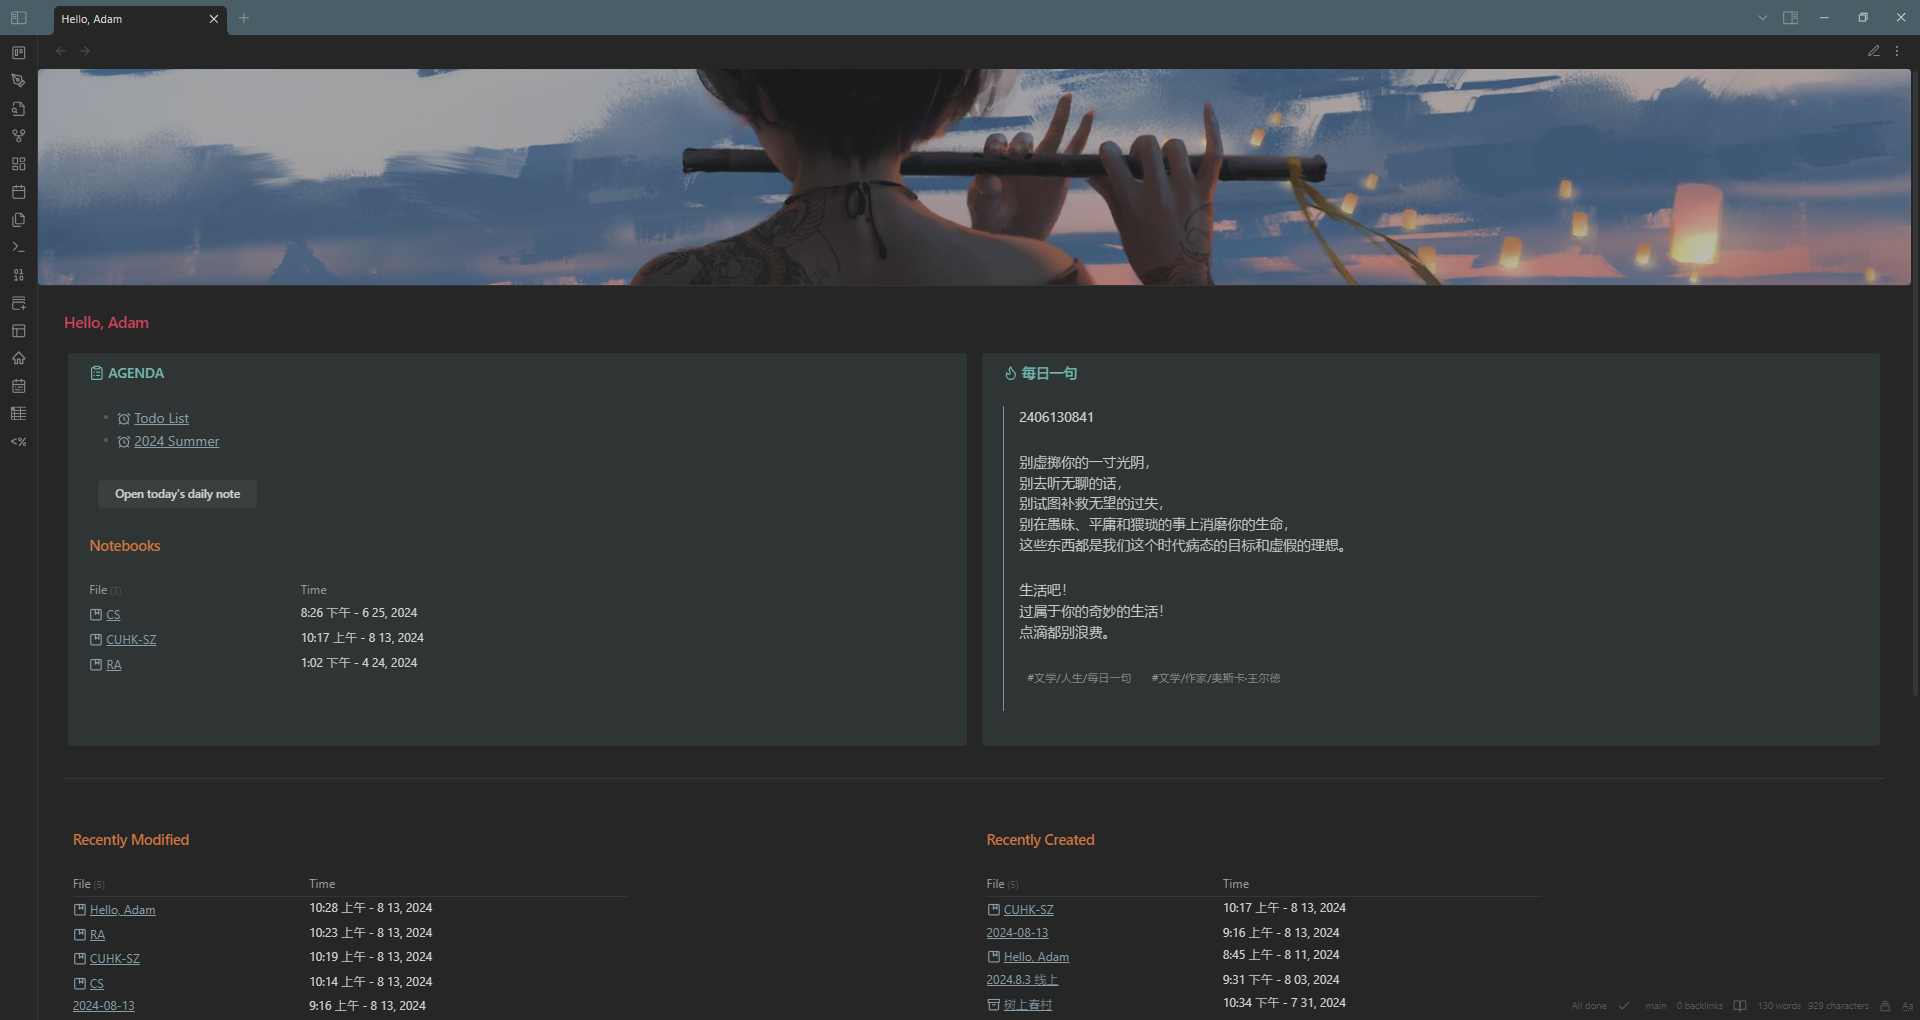 Hello, Adam
Hello, Adam
AGENDA
Todo List
2024 Summer
Open today's daily note
Notebooks
File (3) Time
CS 8:26 下午 - 6 25, 2024
CUHK-SZ 10:17 上午 - 8 13, 2024
RA 1:02 下午 - 4 24, 2024
每日一句
2406130841
别虚掷你的一寸光阴，
别去听无聊的话，
别试图补救无望的过失，
别在愚昧、平庸和猥琐的事上消磨你的生命，
这些东西都是我们这个时代病态的目标和虚假的理想。
生活吧！
过属于你的奇妙的生活！
点滴都别浪费。
#文学/人生/每日一句 #文学/作家/奥斯卡·王尔德
Recently Modified
File (5) Time
Hello, Adam 10:28 上午 - 8 13, 2024
RA 10:23 上午 - 8 13, 2024
CUHK-SZ 10:19 上午 - 8 13, 2024
CS 10:14 上午 - 8 13, 2024
2024-08-13 9:16 上午 - 8 13, 2024
Recently Created
File (5) Time
CUHK-SZ 10:17 上午 - 8 13, 2024
2024-08-13 9:16 上午 - 8 13, 2024
Hello, Adam 8:45 上午 - 8 11, 2024
2024.8.3 线上 9:31 下午 - 8 03, 2024
树上春村 10:34 下午 - 7 31, 2024
All done main 0 backlinks 130 words 929 characters Aa